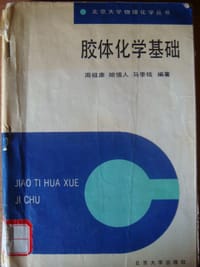 北京大学物理化学丛书
胶体化学基础
周祖康 顾惕人 马季铭 编著
JIAO TI HUA XUE
JI CHU
北京大学出版社